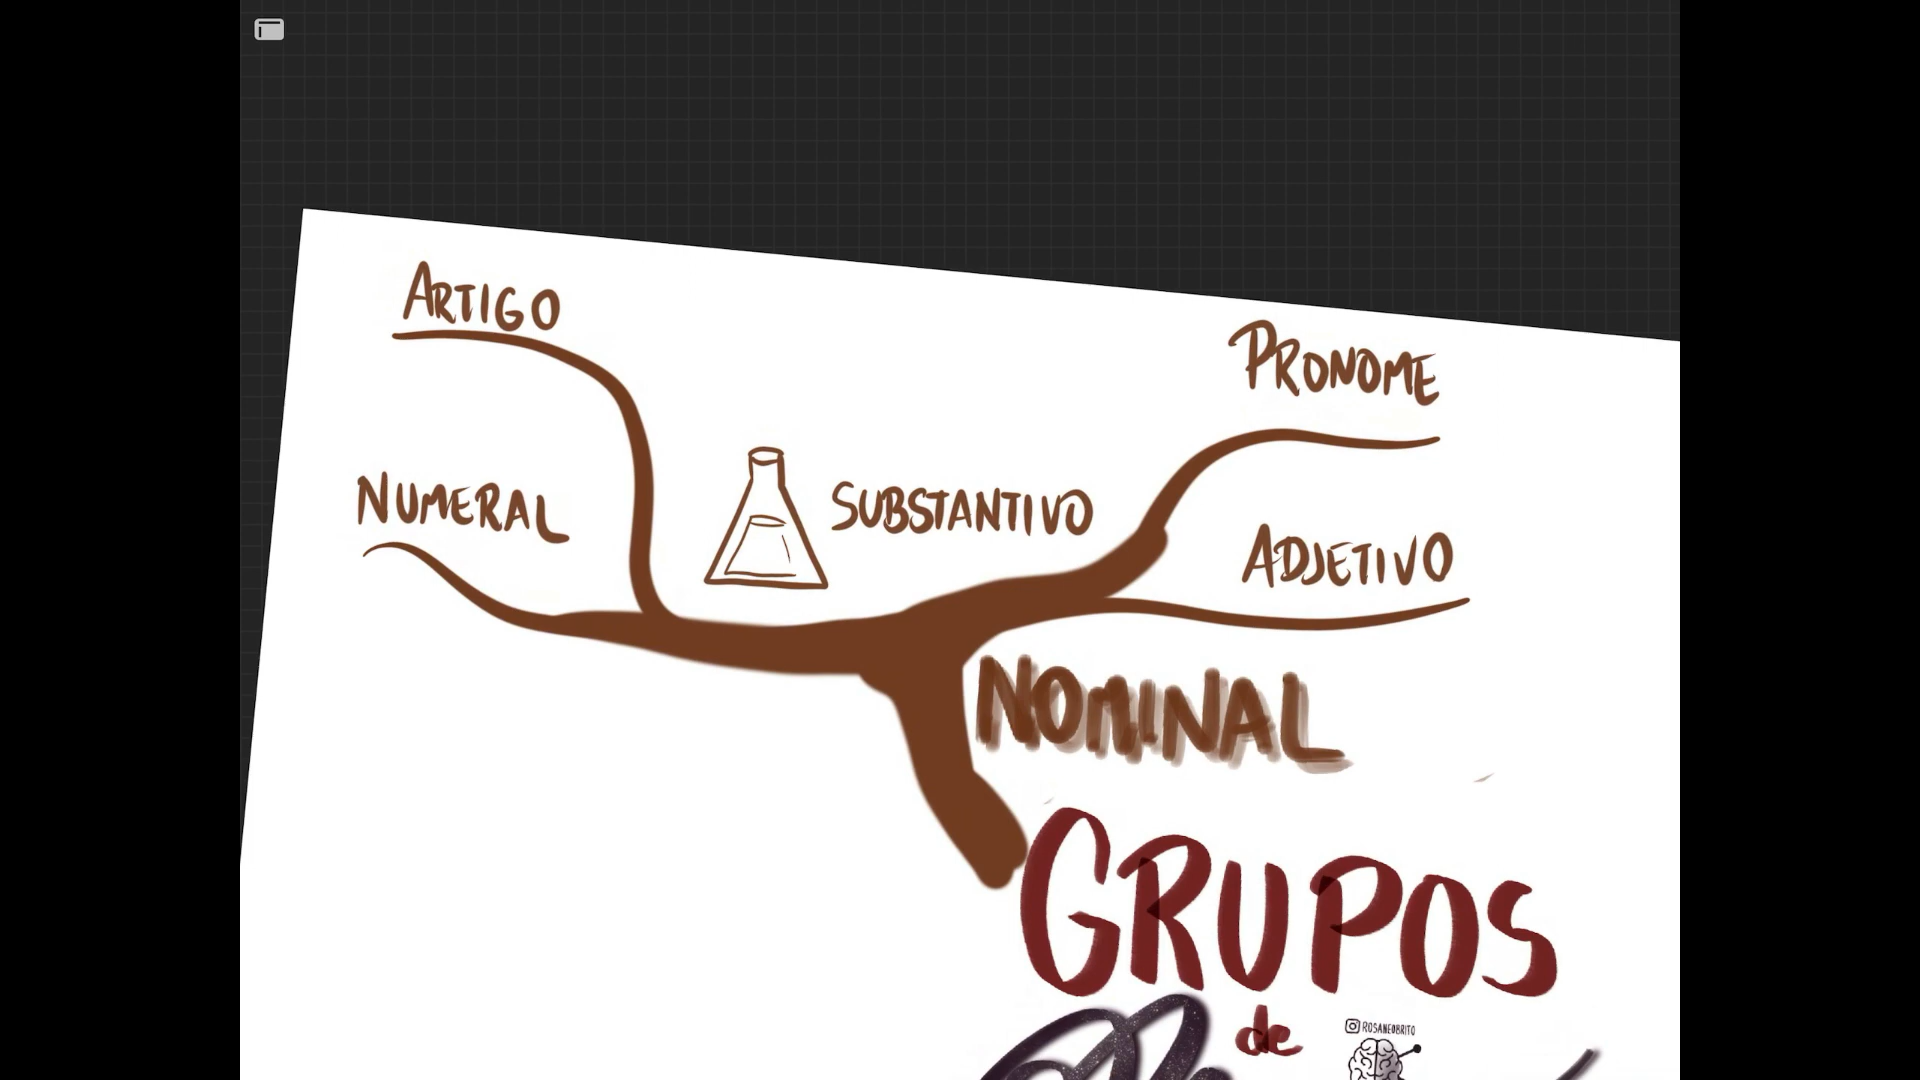 ARTIGO
PRONOME
NUMERAL
SUBSTANTIVO
ADJETIVO
NOMINAL
GRUPOS
de
ROSANEOBRITO